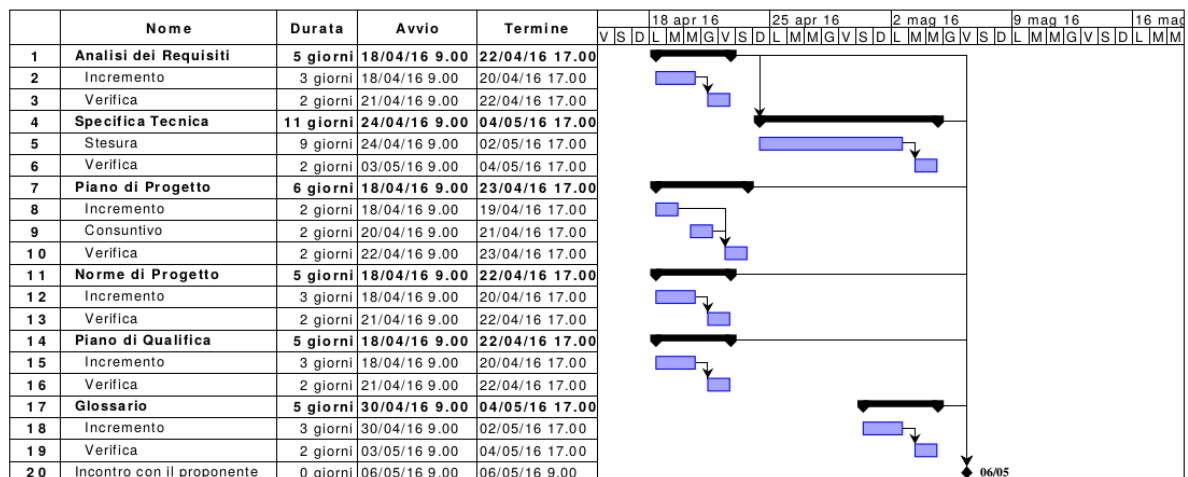 Nome Durata Avvio Termine 18 apr 16 25 apr 16 2 mag 16 9 mag 16 16 mag
V S D L M M G V S D L M M G V S D L M M G V S D L M M G V S D L M M
1 Analisi dei Requisiti 5 giorni 18/04/16 9.00 22/04/16 17.00
2 Incremento 3 giorni 18/04/16 9.00 20/04/16 17.00
3 Verifica 2 giorni 21/04/16 9.00 22/04/16 17.00
4 Specifica Tecnica 11 giorni 24/04/16 9.00 04/05/16 17.00
5 Stesura 9 giorni 24/04/16 9.00 02/05/16 17.00
6 Verifica 2 giorni 03/05/16 9.00 04/05/16 17.00
7 Piano di Progetto 6 giorni 18/04/16 9.00 23/04/16 17.00
8 Incremento 2 giorni 18/04/16 9.00 19/04/16 17.00
9 Consuntivo 2 giorni 20/04/16 9.00 21/04/16 17.00
10 Verifica 2 giorni 22/04/16 9.00 23/04/16 17.00
11 Norme di Progetto 5 giorni 18/04/16 9.00 22/04/16 17.00
12 Incremento 3 giorni 18/04/16 9.00 20/04/16 17.00
13 Verifica 2 giorni 21/04/16 9.00 22/04/16 17.00
14 Piano di Qualifica 5 giorni 18/04/16 9.00 22/04/16 17.00
15 Incremento 3 giorni 18/04/16 9.00 20/04/16 17.00
16 Verifica 2 giorni 21/04/16 9.00 22/04/16 17.00
17 Glossario 5 giorni 30/04/16 9.00 04/05/16 17.00
18 Incremento 3 giorni 30/04/16 9.00 02/05/16 17.00
19 Verifica 2 giorni 03/05/16 9.00 04/05/16 17.00
20 Incontro con il proponente 0 giorni 06/05/16 9.00 06/05/16 9.00 06/05